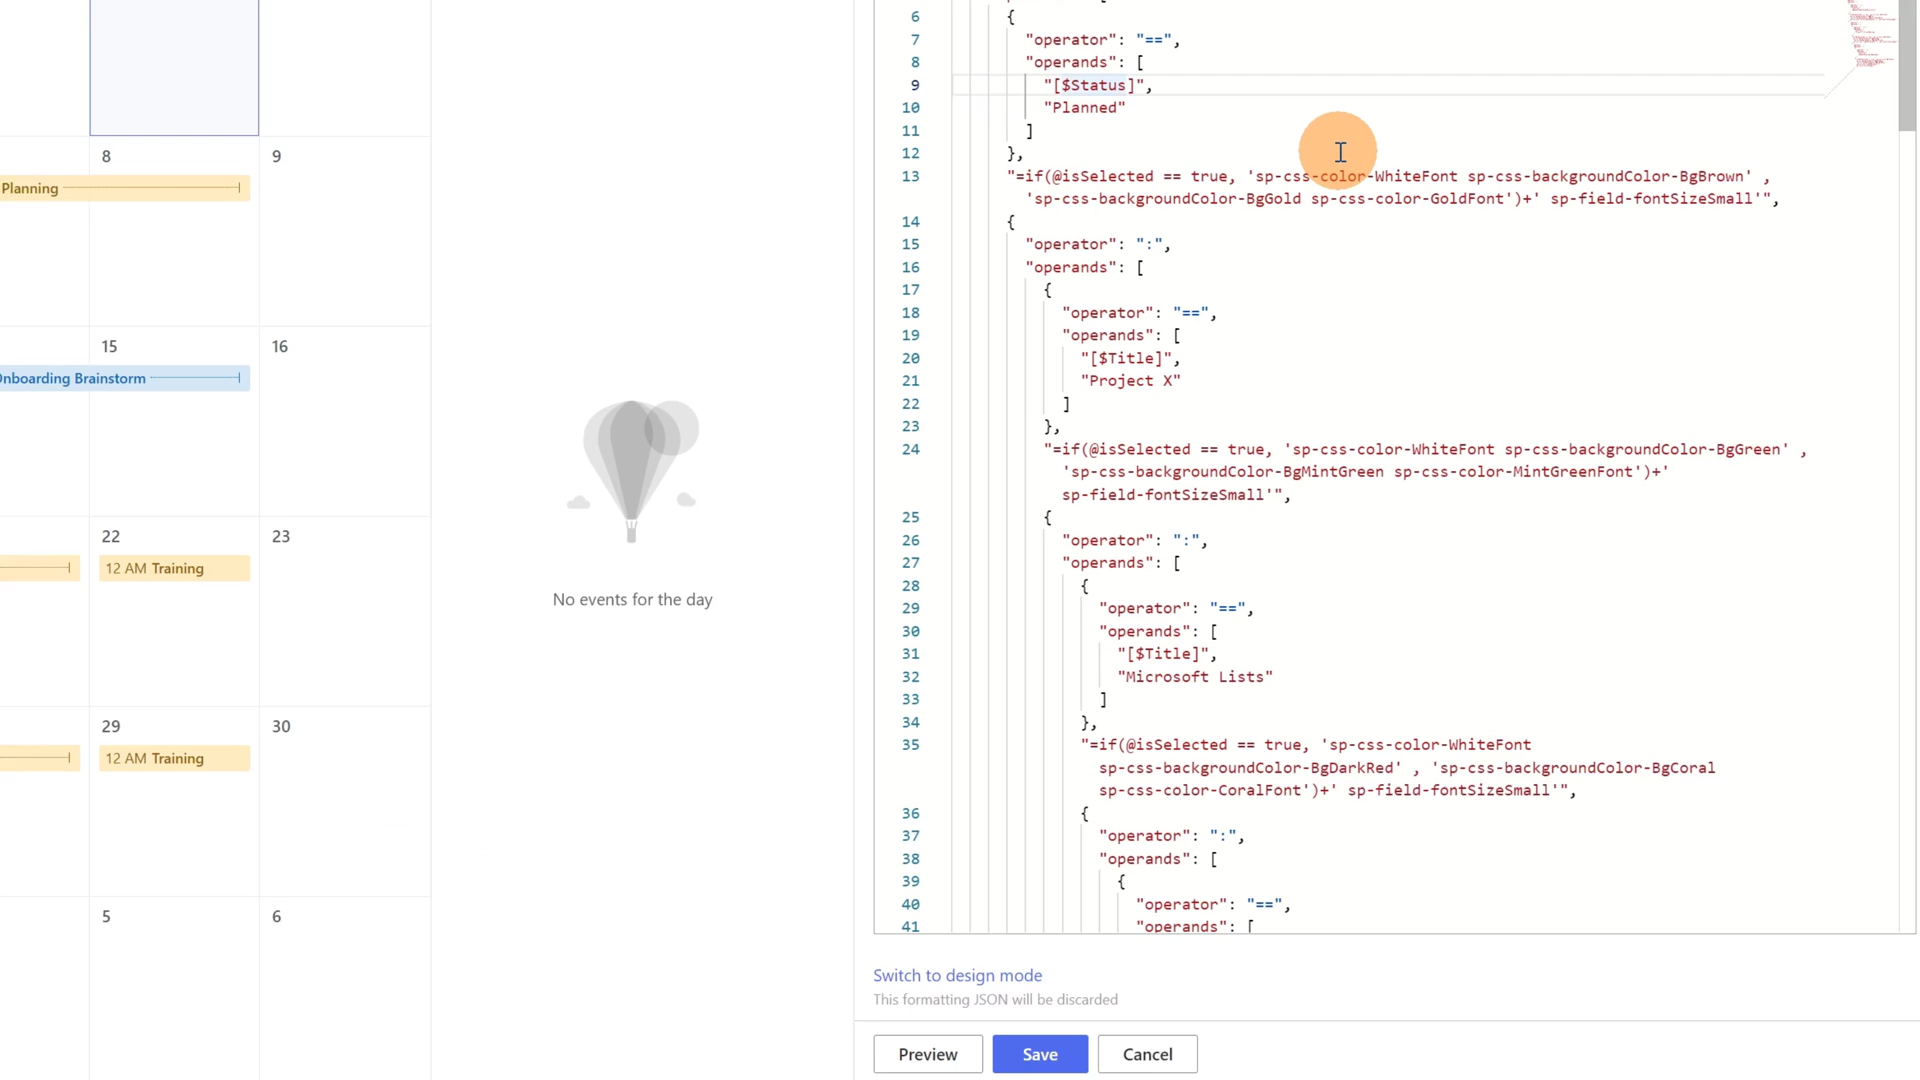 8
9
Planning
15
16
Onboarding Brainstorm
22
23
12 AM Training
29
30
12 AM Training
5
6
No events for the day
6 {
7 "operator": "==",
8 "operands": [
9 "[$Status]",
10 "Planned"
11 ]
12 },
13 "=if(@isSelected == true, 'sp-css-color-WhiteFont sp-css-backgroundColor-BgBrown' ,
'sp-css-backgroundColor-BgGold sp-css-color-GoldFont')+' sp-field-fontSizeSmall'",
14 {
15 "operator": ":",
16 "operands": [
17 {
18 "operator": "==",
19 "operands": [
20 "[$Title]",
21 "Project X"
22 ]
23 },
24 "=if(@isSelected == true, 'sp-css-color-WhiteFont sp-css-backgroundColor-BgGreen' ,
'sp-css-backgroundColor-BgMintGreen sp-css-color-MintGreenFont')+'
sp-field-fontSizeSmall'",
25 {
26 "operator": ":",
27 "operands": [
28 {
29 "operator": "==",
30 "operands": [
31 "[$Title]",
32 "Microsoft Lists"
33 ]
34 },
35 "=if(@isSelected == true, 'sp-css-color-WhiteFont
sp-css-backgroundColor-BgDarkRed' , 'sp-css-backgroundColor-BgCoral
sp-css-color-CoralFont')+' sp-field-fontSizeSmall'",
36 {
37 "operator": ":",
38 "operands": [
39 {
40 "operator": "==",
41 "operands": [
Switch to design mode
This formatting JSON will be discarded
Preview
Save
Cancel